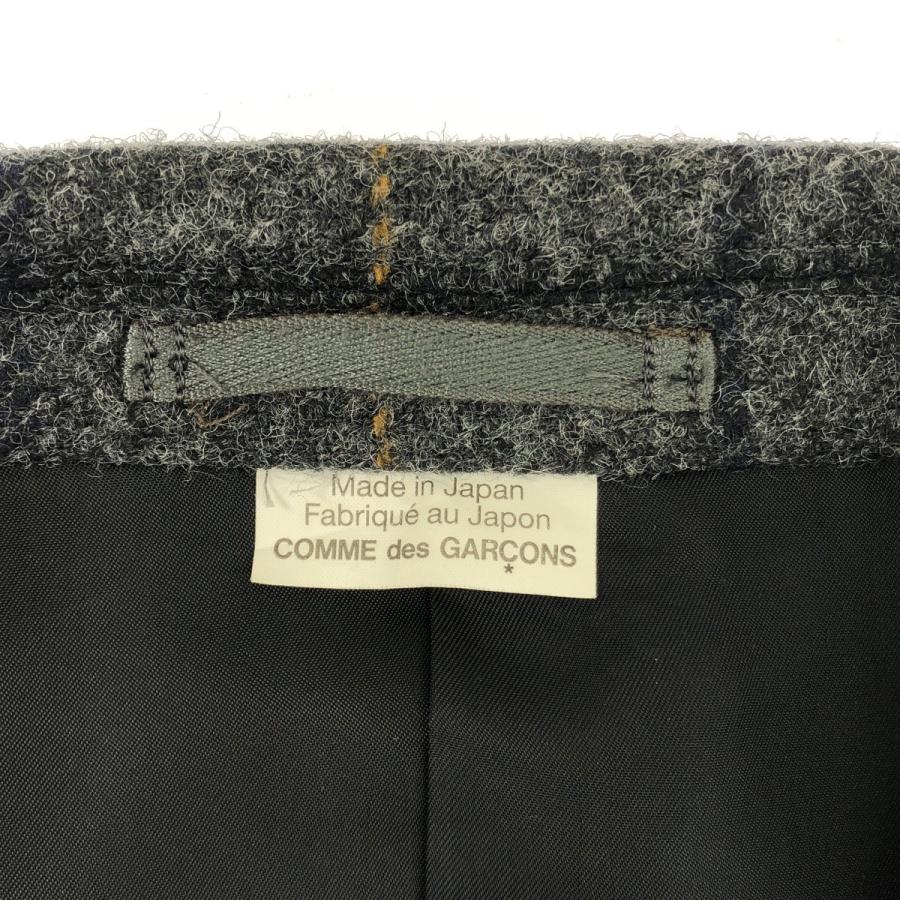 Made in Japan
Fabriqué au Japon
COMME des GARÇONS
*